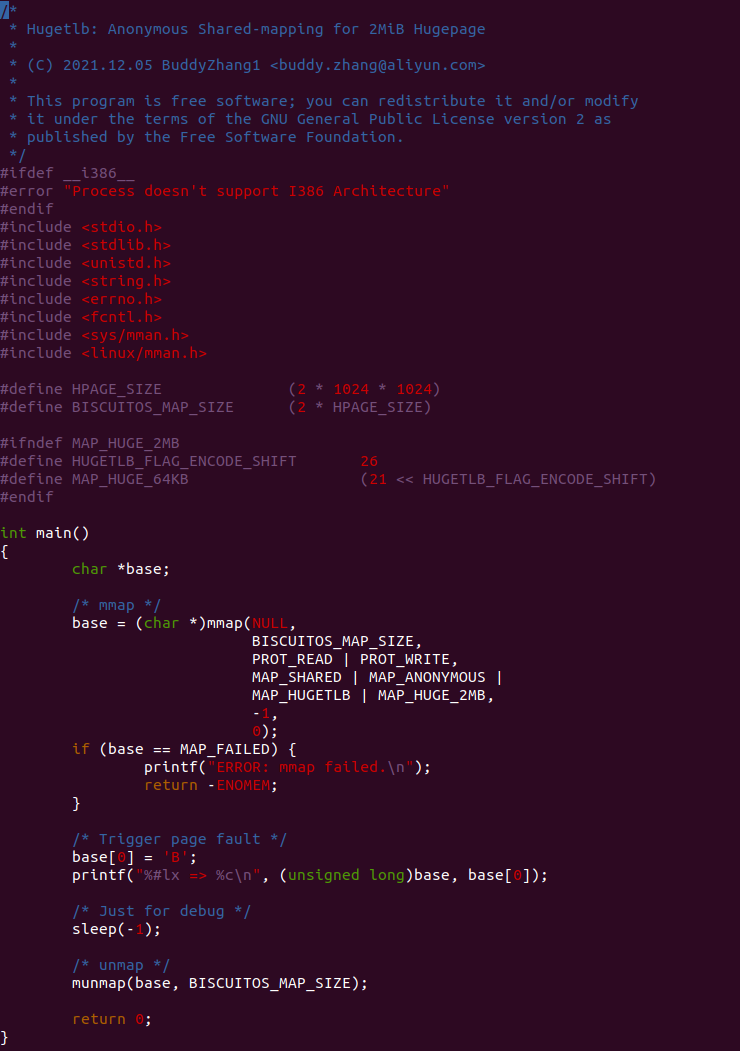 /*
 * Hugetlb: Anonymous Shared-mapping for 2MiB Hugepage
 *
 * (C) 2021.12.05 BuddyZhang1 <buddy.zhang@aliyun.com>
 *
 * This program is free software; you can redistribute it and/or modify
 * it under the terms of the GNU General Public License version 2 as
 * published by the Free Software Foundation.
 */
#ifdef __i386__
#error "Process doesn't support I386 Architecture"
#endif
#include <stdio.h>
#include <stdlib.h>
#include <unistd.h>
#include <string.h>
#include <errno.h>
#include <fcntl.h>
#include <sys/mman.h>
#include <linux/mman.h>

#define HPAGE_SIZE              (2 * 1024 * 1024)
#define BISCUITOS_MAP_SIZE      (2 * HPAGE_SIZE)

#ifndef MAP_HUGE_2MB
#define HUGETLB_FLAG_ENCODE_SHIFT       26
#define MAP_HUGE_64KB                   (21 << HUGETLB_FLAG_ENCODE_SHIFT)
#endif

int main()
{
        char *base;

        /* mmap */
        base = (char *)mmap(NULL,
                            BISCUITOS_MAP_SIZE,
                            PROT_READ | PROT_WRITE,
                            MAP_SHARED | MAP_ANONYMOUS |
                            MAP_HUGETLB | MAP_HUGE_2MB,
                            -1,
                            0);
        if (base == MAP_FAILED) {
                printf("ERROR: mmap failed.\n");
                return -ENOMEM;
        }

        /* Trigger page fault */
        base[0] = 'B';
        printf("%#lx => %c\n", (unsigned long)base, base[0]);

        /* Just for debug */
        sleep(-1);

        /* unmap */
        munmap(base, BISCUITOS_MAP_SIZE);

        return 0;
}